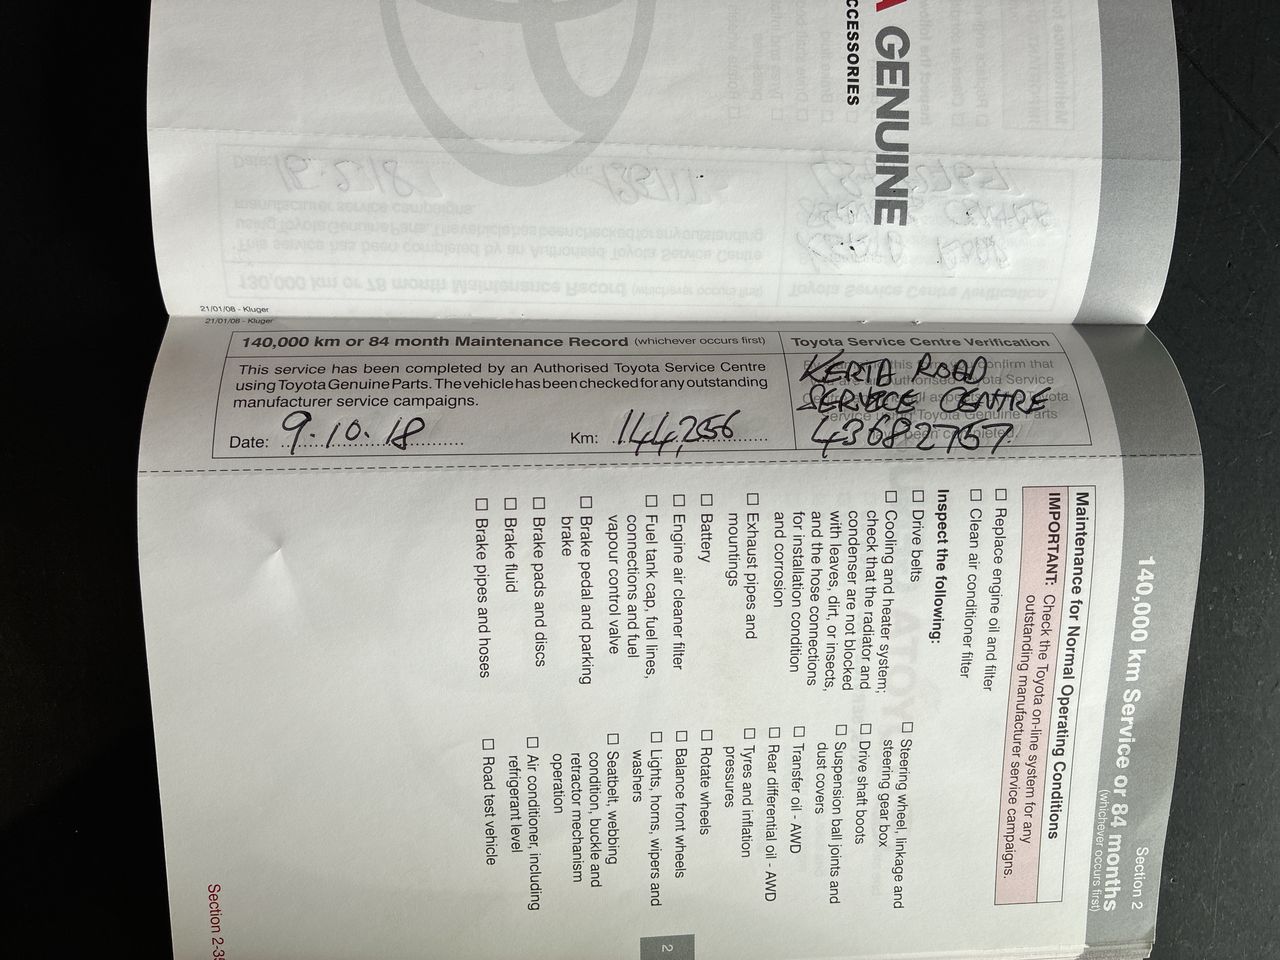 GENUINE
CCESSORIES
21/01/08 - Kluger
21/01/08 - Kluger
140,000 km or 84 month Maintenance Record (whichever occurs first)
This service has been completed by an Authorised Toyota Service Centre
using Toyota Genuine Parts. The vehicle has been checked for any outstanding
manufacturer service campaigns.
Date: 9.10.18
Km: 144,256
Toyota Service Centre Verification
KERTA ROAD
SERVICE CENTRE
43682757
Section 2
140,000 km Service or 84 months
(whichever occurs first)
Maintenance for Normal Operating Conditions
IMPORTANT: Check the Toyota on-line system for any
outstanding manufacturer service campaigns.
☐ Replace engine oil and filter
☐ Clean air conditioner filter
Inspect the following:
☐ Drive belts
☐ Cooling and heater system;
check that the radiator and
condenser are not blocked
with leaves, dirt, or insects,
and the hose connections
for installation condition
and corrosion
☐ Exhaust pipes and
mountings
☐ Battery
☐ Engine air cleaner filter
☐ Fuel tank cap, fuel lines,
connections and fuel
vapour control valve
☐ Brake pedal and parking
brake
☐ Brake pads and discs
☐ Brake fluid
☐ Brake pipes and hoses
☐ Steering wheel, linkage and
steering gear box
☐ Drive shaft boots
☐ Suspension ball joints and
dust covers
☐ Transfer oil - AWD
☐ Rear differential oil - AWD
☐ Tyres and inflation
pressures
☐ Rotate wheels
☐ Balance front wheels
☐ Lights, horns, wipers and
washers
☐ Seatbelt, webbing
condition, buckle and
retractor mechanism
operation
☐ Air conditioner, including
refrigerant level
☐ Road test vehicle
2